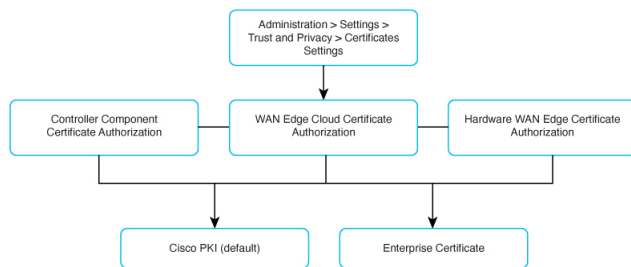 Administration > Settings >
Trust and Privacy > Certificates
Settings
Controller Component
Certificate Authorization
WAN Edge Cloud Certificate
Authorization
Hardware WAN Edge Certificate
Authorization
Cisco PKI (default)
Enterprise Certificate